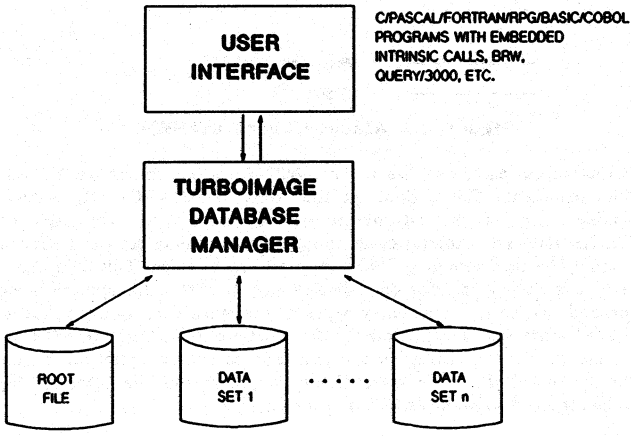 USER
INTERFACE
C/PASCAL/FORTRAN/RPG/BASIC/COBOL
PROGRAMS WITH EMBEDDED
INTRINSIC CALLS, BRW,
QUERY/3000, ETC.
TURBOIMAGE
DATABASE
MANAGER
ROOT
FILE
DATA
SET 1
. . . . .
DATA
SET n